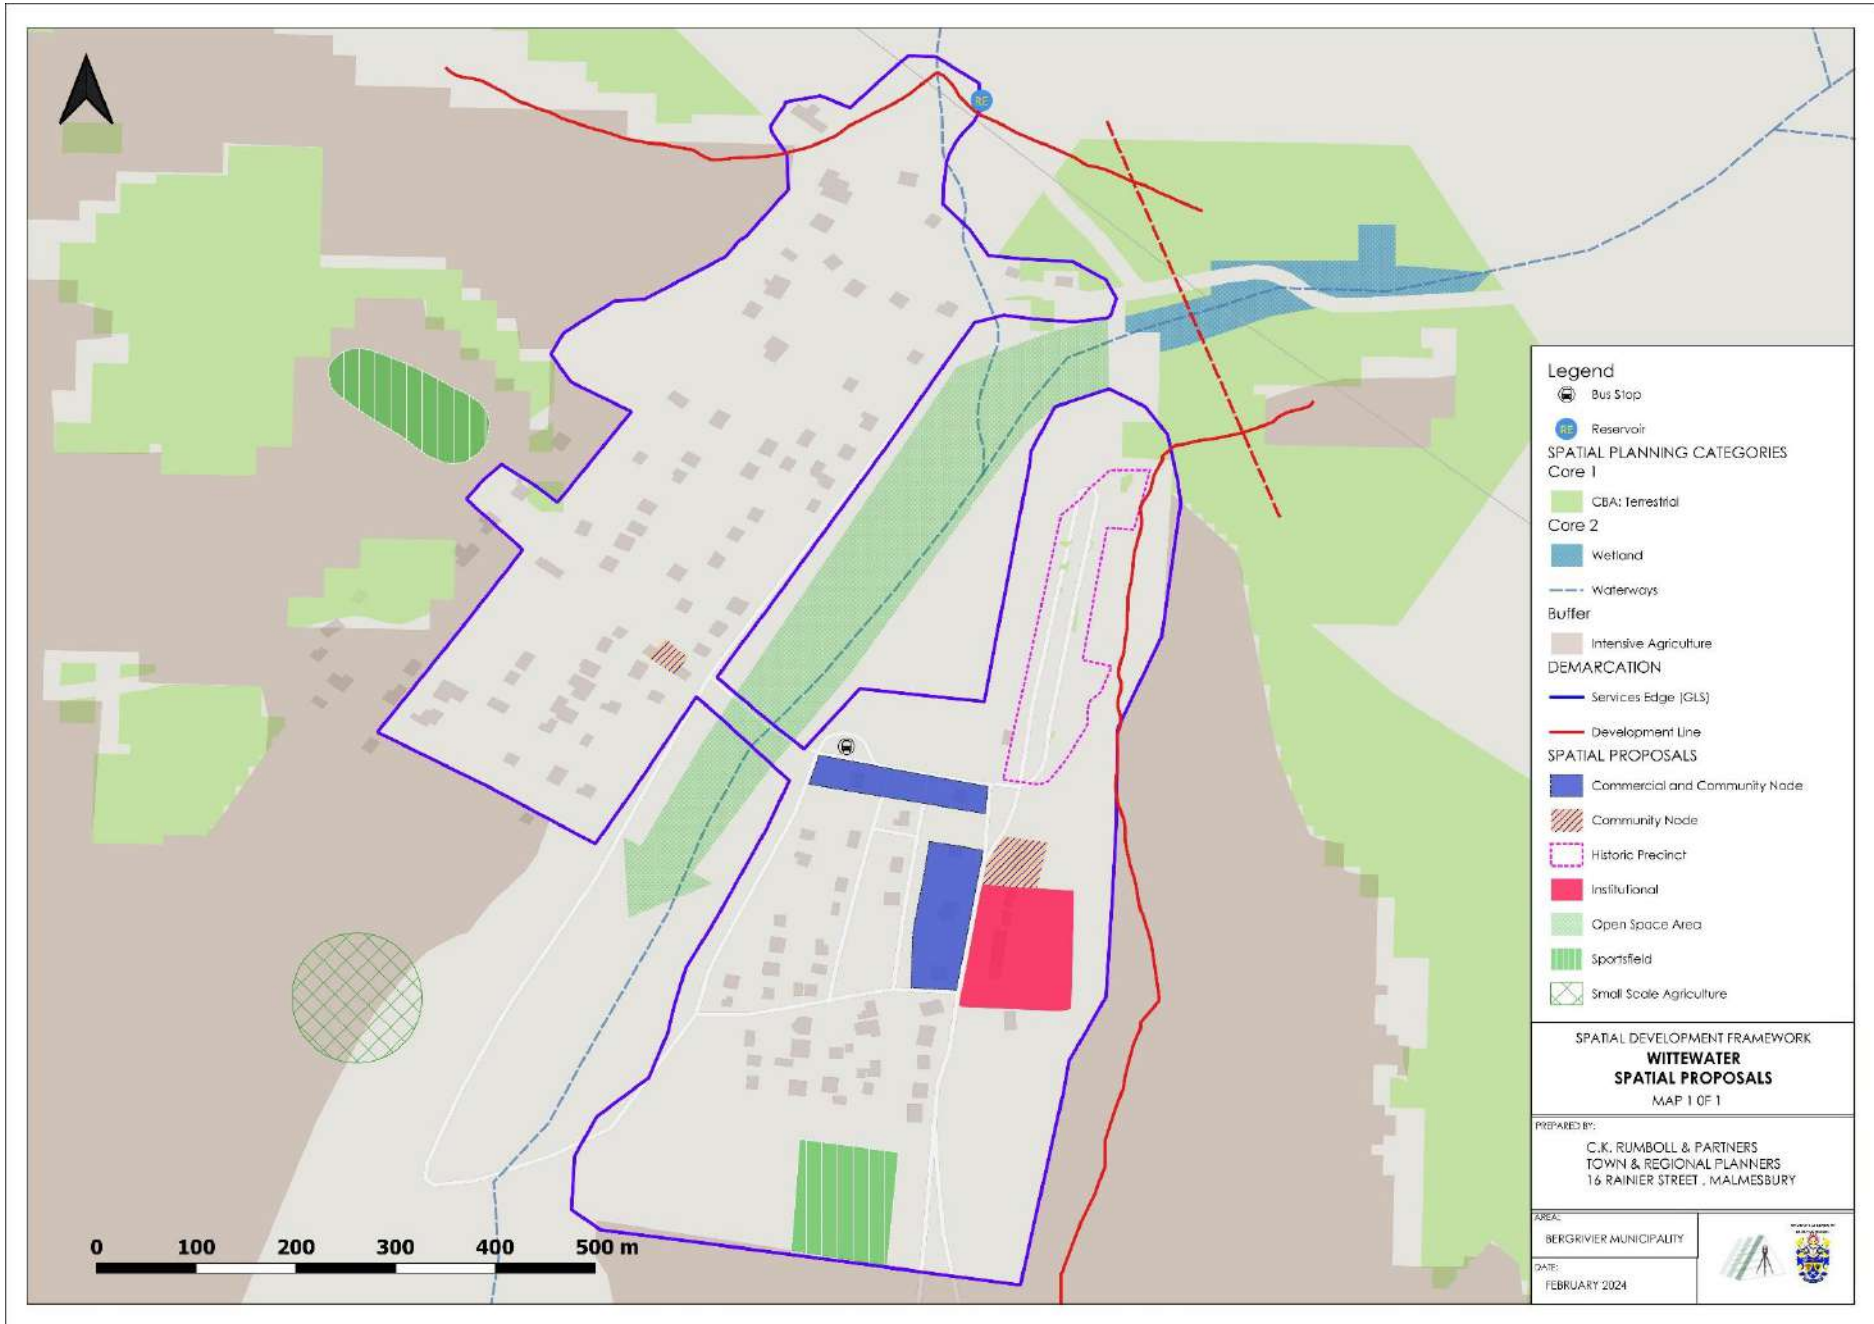 RE
Legend
Bus Stop
RE Reservoir
SPATIAL PLANNING CATEGORIES
Core 1
CBA: Terrestrial
Core 2
Wetland
Waterways
Buffer
Intensive Agriculture
DEMARCATION
Services Edge (GLS)
Development Line
SPATIAL PROPOSALS
Commercial and Community Node
Community Node
Historic Precinct
Institutional
Open Space Area
Sportsfield
Small Scale Agriculture
SPATIAL DEVELOPMENT FRAMEWORK
WITTEWATER
SPATIAL PROPOSALS
MAP 1 OF 1
PREPARED BY:
C.K. RUMBOLL & PARTNERS
TOWN & REGIONAL PLANNERS
16 RAINIER STREET , MALMESBURY
AREA:
BERGRIVIER MUNICIPALITY
DATE:
FEBRUARY 2024
0 100 200 300 400 500 m